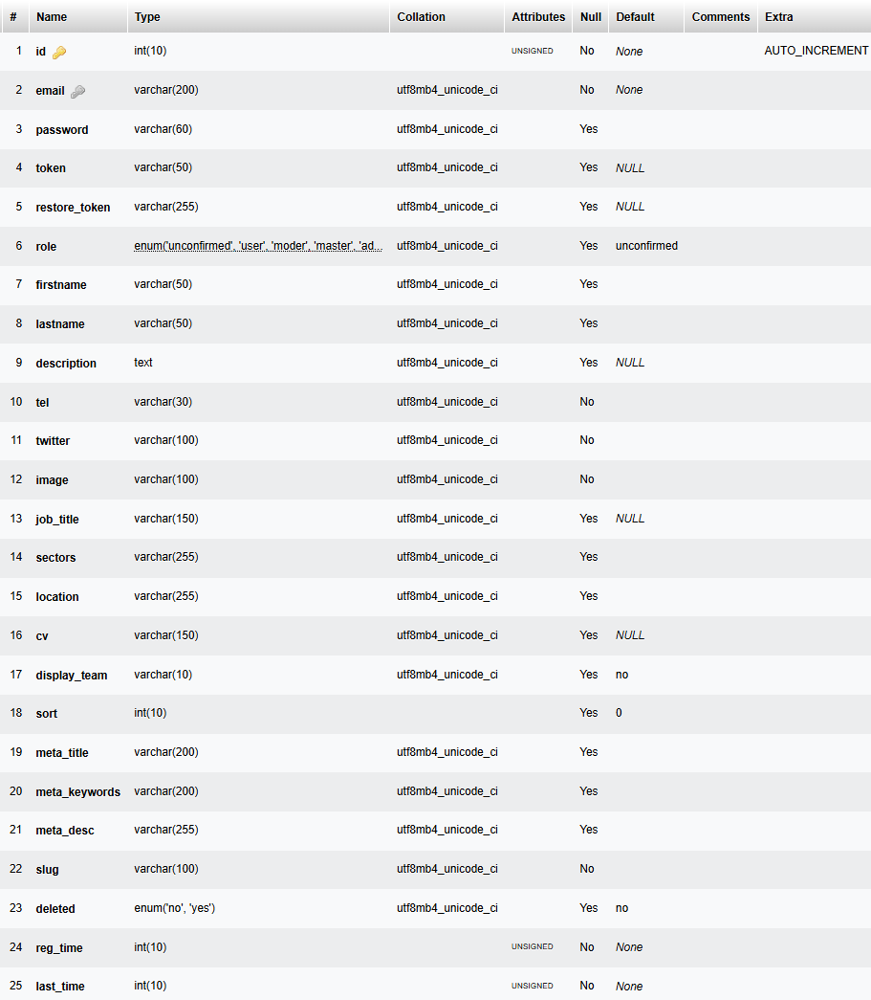 # Name Type Collation Attributes Null Default Comments Extra
1 id int(10) UNSIGNED No None AUTO_INCREMENT
2 email varchar(200) utf8mb4_unicode_ci No None
3 password varchar(60) utf8mb4_unicode_ci Yes
4 token varchar(50) utf8mb4_unicode_ci Yes NULL
5 restore_token varchar(255) utf8mb4_unicode_ci Yes NULL
6 role enum('unconfirmed', 'user', 'moder', 'master', 'ad... utf8mb4_unicode_ci Yes unconfirmed
7 firstname varchar(50) utf8mb4_unicode_ci Yes
8 lastname varchar(50) utf8mb4_unicode_ci Yes
9 description text utf8mb4_unicode_ci Yes NULL
10 tel varchar(30) utf8mb4_unicode_ci No
11 twitter varchar(100) utf8mb4_unicode_ci No
12 image varchar(100) utf8mb4_unicode_ci No
13 job_title varchar(150) utf8mb4_unicode_ci Yes NULL
14 sectors varchar(255) utf8mb4_unicode_ci Yes
15 location varchar(255) utf8mb4_unicode_ci Yes
16 cv varchar(150) utf8mb4_unicode_ci Yes NULL
17 display_team varchar(10) utf8mb4_unicode_ci Yes no
18 sort int(10) Yes 0
19 meta_title varchar(200) utf8mb4_unicode_ci Yes
20 meta_keywords varchar(200) utf8mb4_unicode_ci Yes
21 meta_desc varchar(255) utf8mb4_unicode_ci Yes
22 slug varchar(100) utf8mb4_unicode_ci No
23 deleted enum('no', 'yes') utf8mb4_unicode_ci Yes no
24 reg_time int(10) UNSIGNED No None
25 last_time int(10) UNSIGNED No None